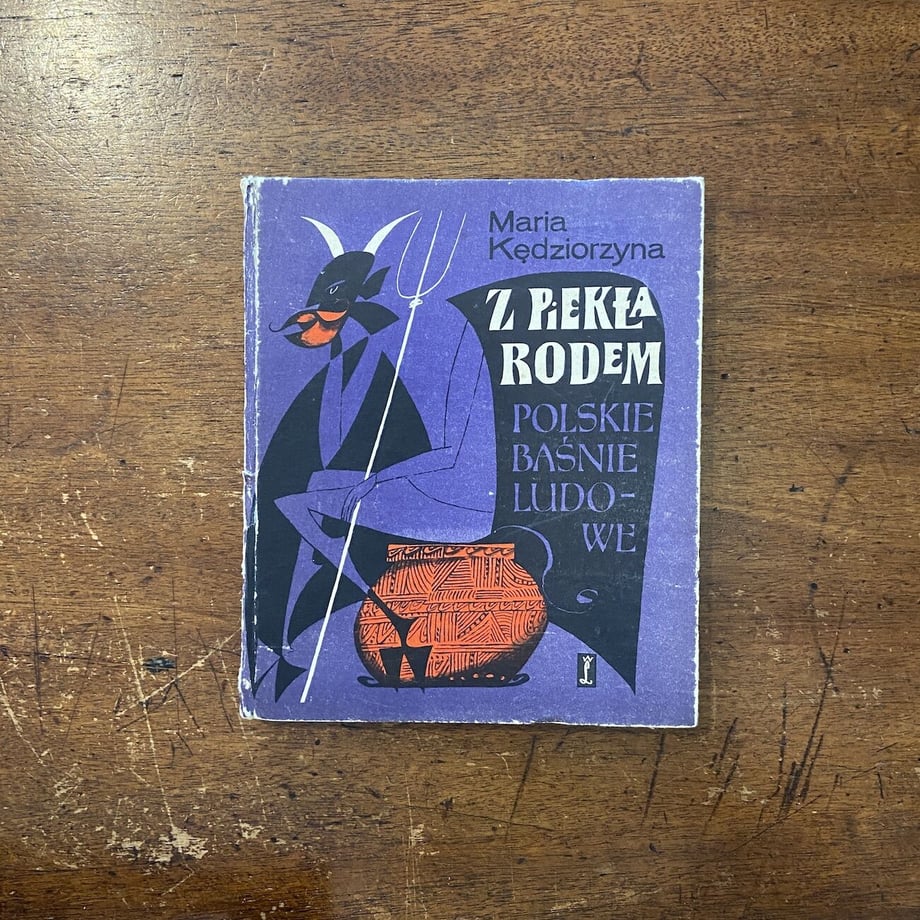 Maria
Kędziorzyna
Z PiEKŁA
RODEM
POLSKIE
BAŚNIE
LUDO-
WE